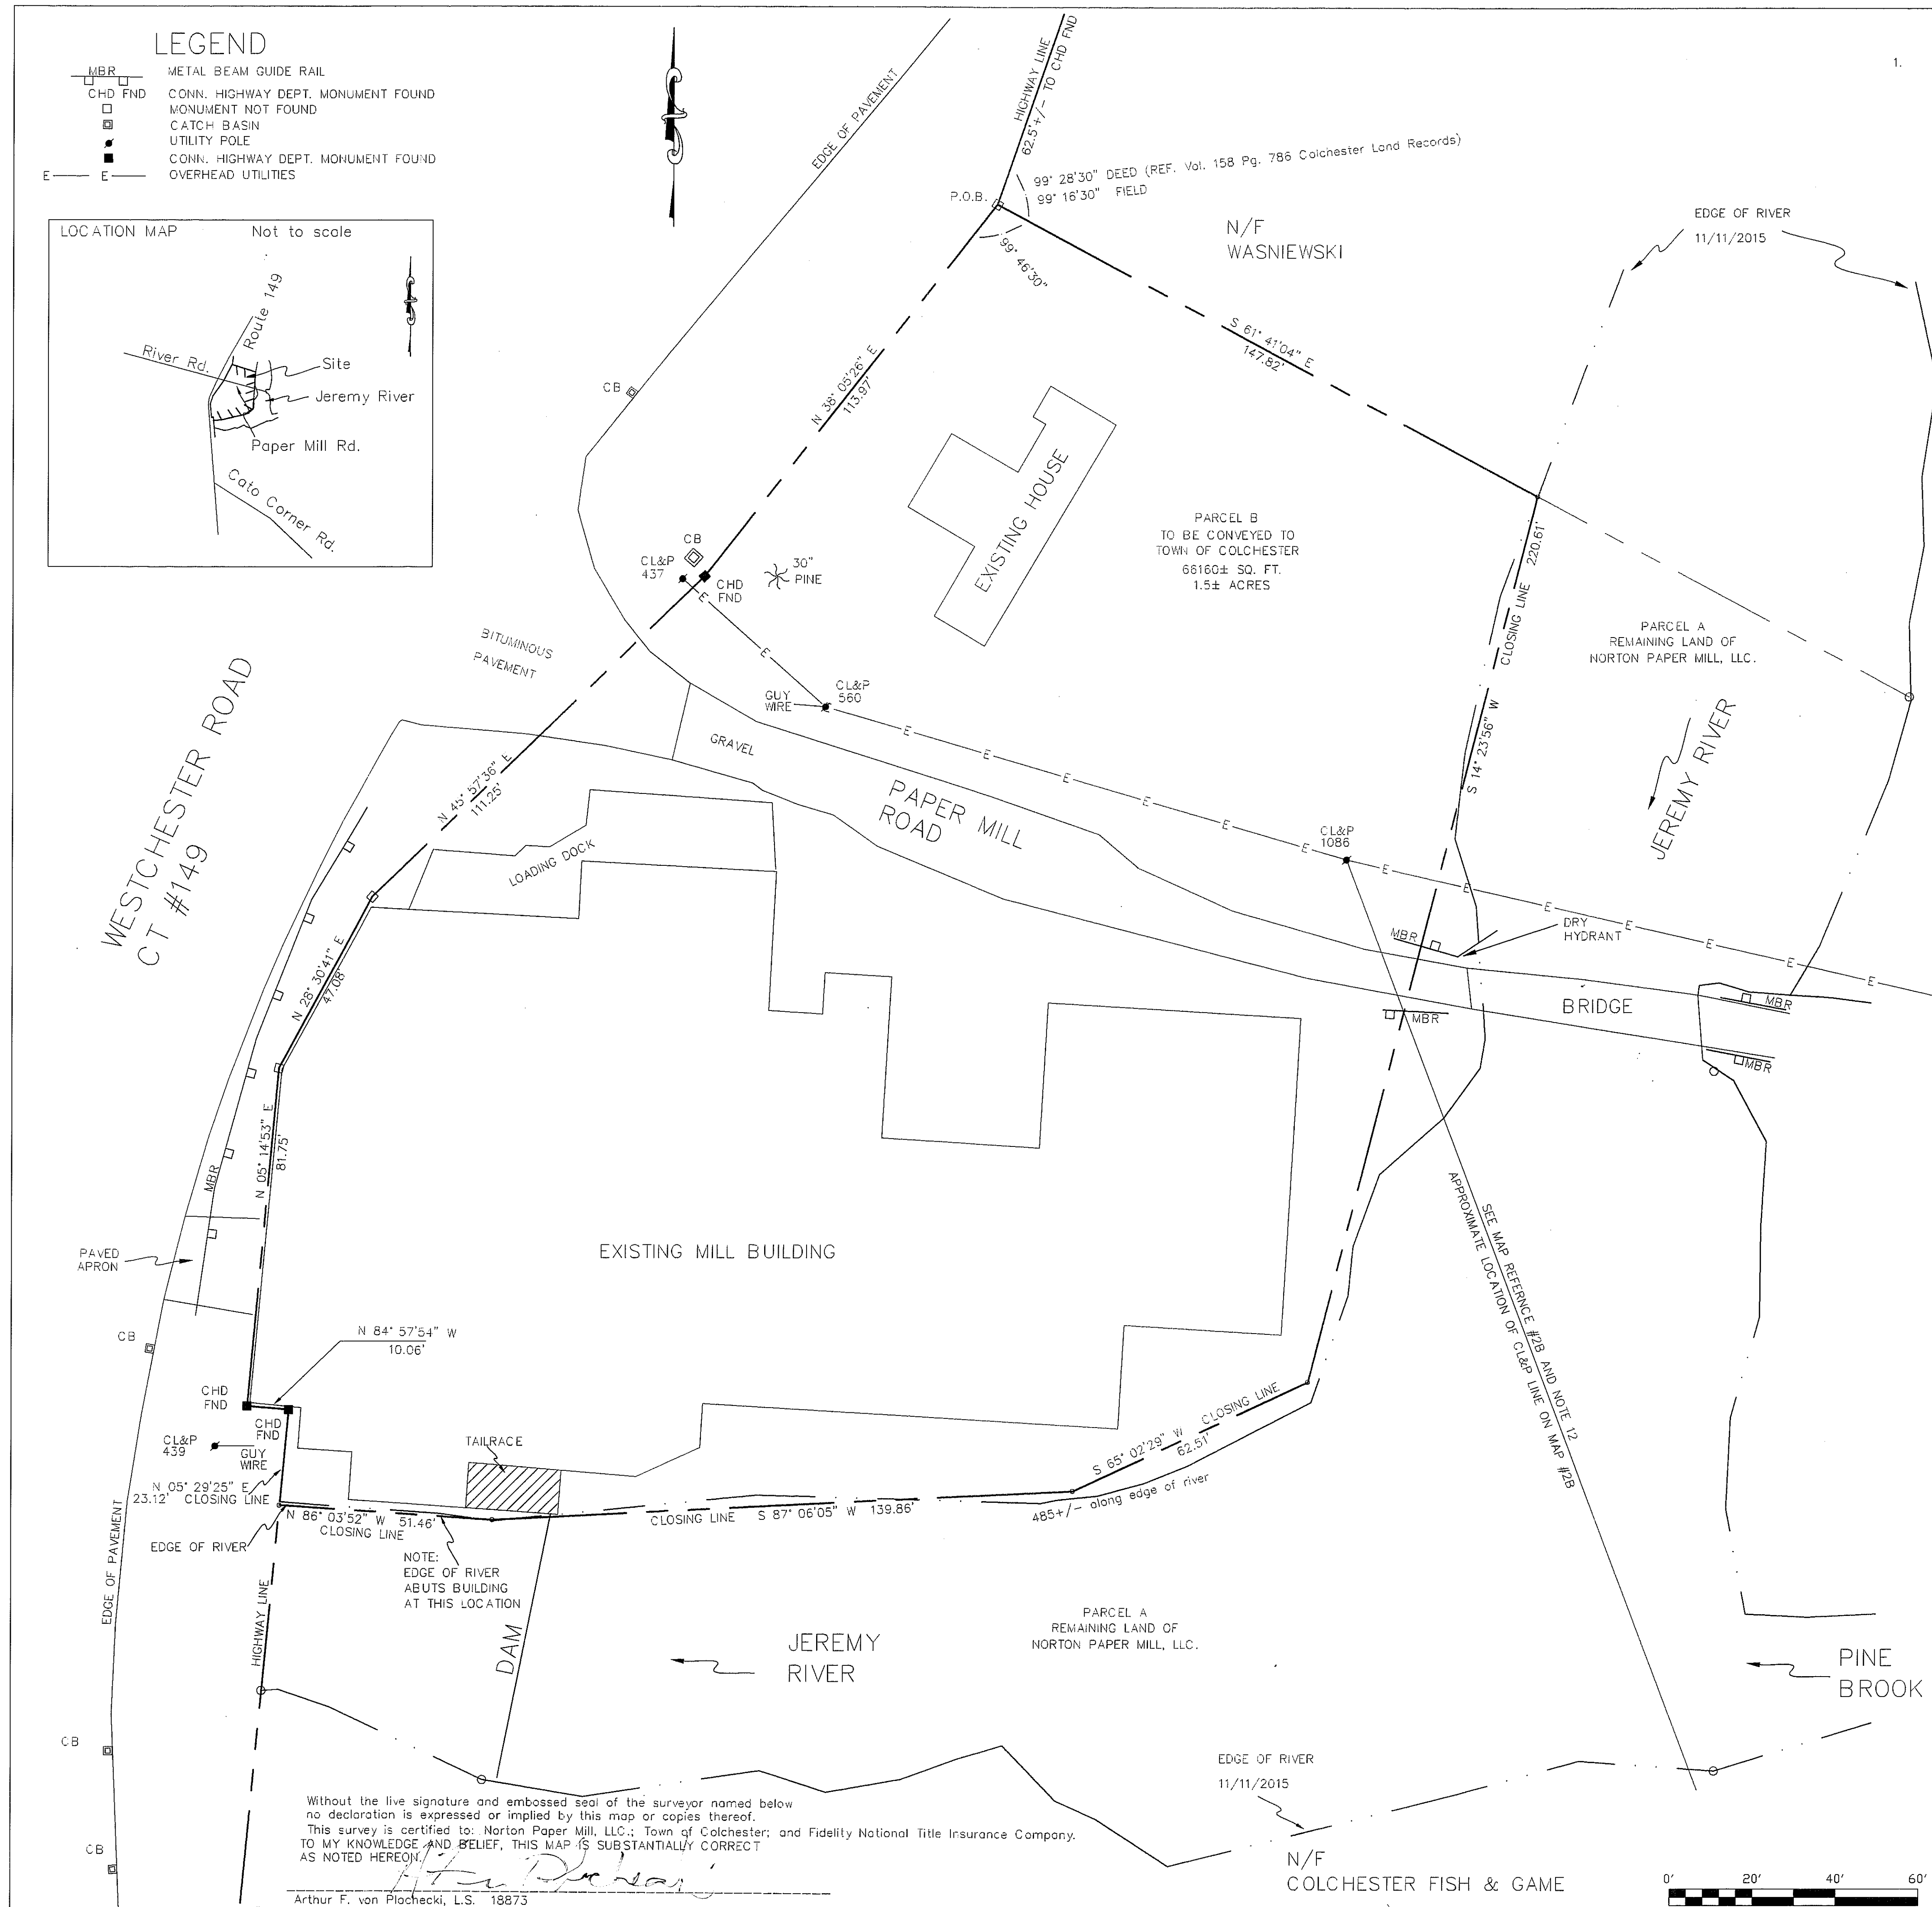 LEGEND
MBR METAL BEAM GUIDE RAIL
CHD FND CONN. HIGHWAY DEPT. MONUMENT FOUND
MONUMENT NOT FOUND
CATCH BASIN
UTILITY POLE
CONN. HIGHWAY DEPT. MONUMENT FOUND
E E OVERHEAD UTILITIES
LOCATION MAP Not to scale
Route 149
River Rd.
Site
Jeremy River
Paper Mill Rd.
Cato Corner Rd.
1.
EDGE OF PAVEMENT
HIGHWAY LINE
62.5'+/- TO CHD FND
99° 28'30" DEED (REF. Vol. 158 Pg. 786 Colchester Land Records)
99° 16'30" FIELD
P.O.B.
99° 46'30"
N/F
WASNIEWSKI
EDGE OF RIVER
11/11/2015
S 61° 41'04" E
147.82'
N 38° 05'26" E
113.97'
CB
EXISTING HOUSE
PARCEL B
TO BE CONVEYED TO
TOWN OF COLCHESTER
66160± SQ. FT.
1.5± ACRES
CLOSING LINE 220.61'
S 14° 23'56" W
PARCEL A
REMAINING LAND OF
NORTON PAPER MILL, LLC.
JEREMY RIVER
CB
CL&P
437
CHD
FND
30"
PINE
E
E
BITUMINOUS
PAVEMENT
GUY
WIRE
CL&P
560
GRAVEL
E
E
E
E
E
E
E
E
E
E
E
E
PAPER MILL
ROAD
WESTCHESTER ROAD
CT #149
N 45° 57'36" E
111.25'
LOADING DOCK
CL&P
1086
DRY
HYDRANT
MBR
MBR
BRIDGE
MBR
MBR
N 28° 30'41" E
47.08'
N 05° 14'53" E
81.75'
MBR
PAVED
APRON
EXISTING MILL BUILDING
SEE MAP REFERNCE #2B AND NOTE 12
APPROXIMATE LOCATION OF CL&P LINE ON MAP #2B
CB
N 84° 57'54" W
10.06'
CHD
FND
CHD
FND
CL&P
439
GUY
WIRE
TAILRACE
S 65° 02'29" W CLOSING LINE
62.51'
N 05° 29'25" E
23.12' CLOSING LINE
N 86° 03'52" W 51.46'
CLOSING LINE
CLOSING LINE S 87° 06'05" W 139.86'
485+/- along edge of river
EDGE OF RIVER
NOTE:
EDGE OF RIVER
ABUTS BUILDING
AT THIS LOCATION
EDGE OF PAVEMENT
HIGHWAY LINE
DAM
JEREMY
RIVER
PARCEL A
REMAINING LAND OF
NORTON PAPER MILL, LLC.
PINE
BROOK
CB
CB
EDGE OF RIVER
11/11/2015
Without the live signature and embossed seal of the surveyor named below
no declaration is expressed or implied by this map or copies thereof.
This survey is certified to: Norton Paper Mill, LLC.; Town of Colchester; and Fidelity National Title Insurance Company.
TO MY KNOWLEDGE AND BELIEF, THIS MAP IS SUBSTANTIALLY CORRECT
AS NOTED HEREON.
Arthur F. von Plachecki, L.S. 18873
N/F
COLCHESTER FISH & GAME
0' 20' 40' 60'